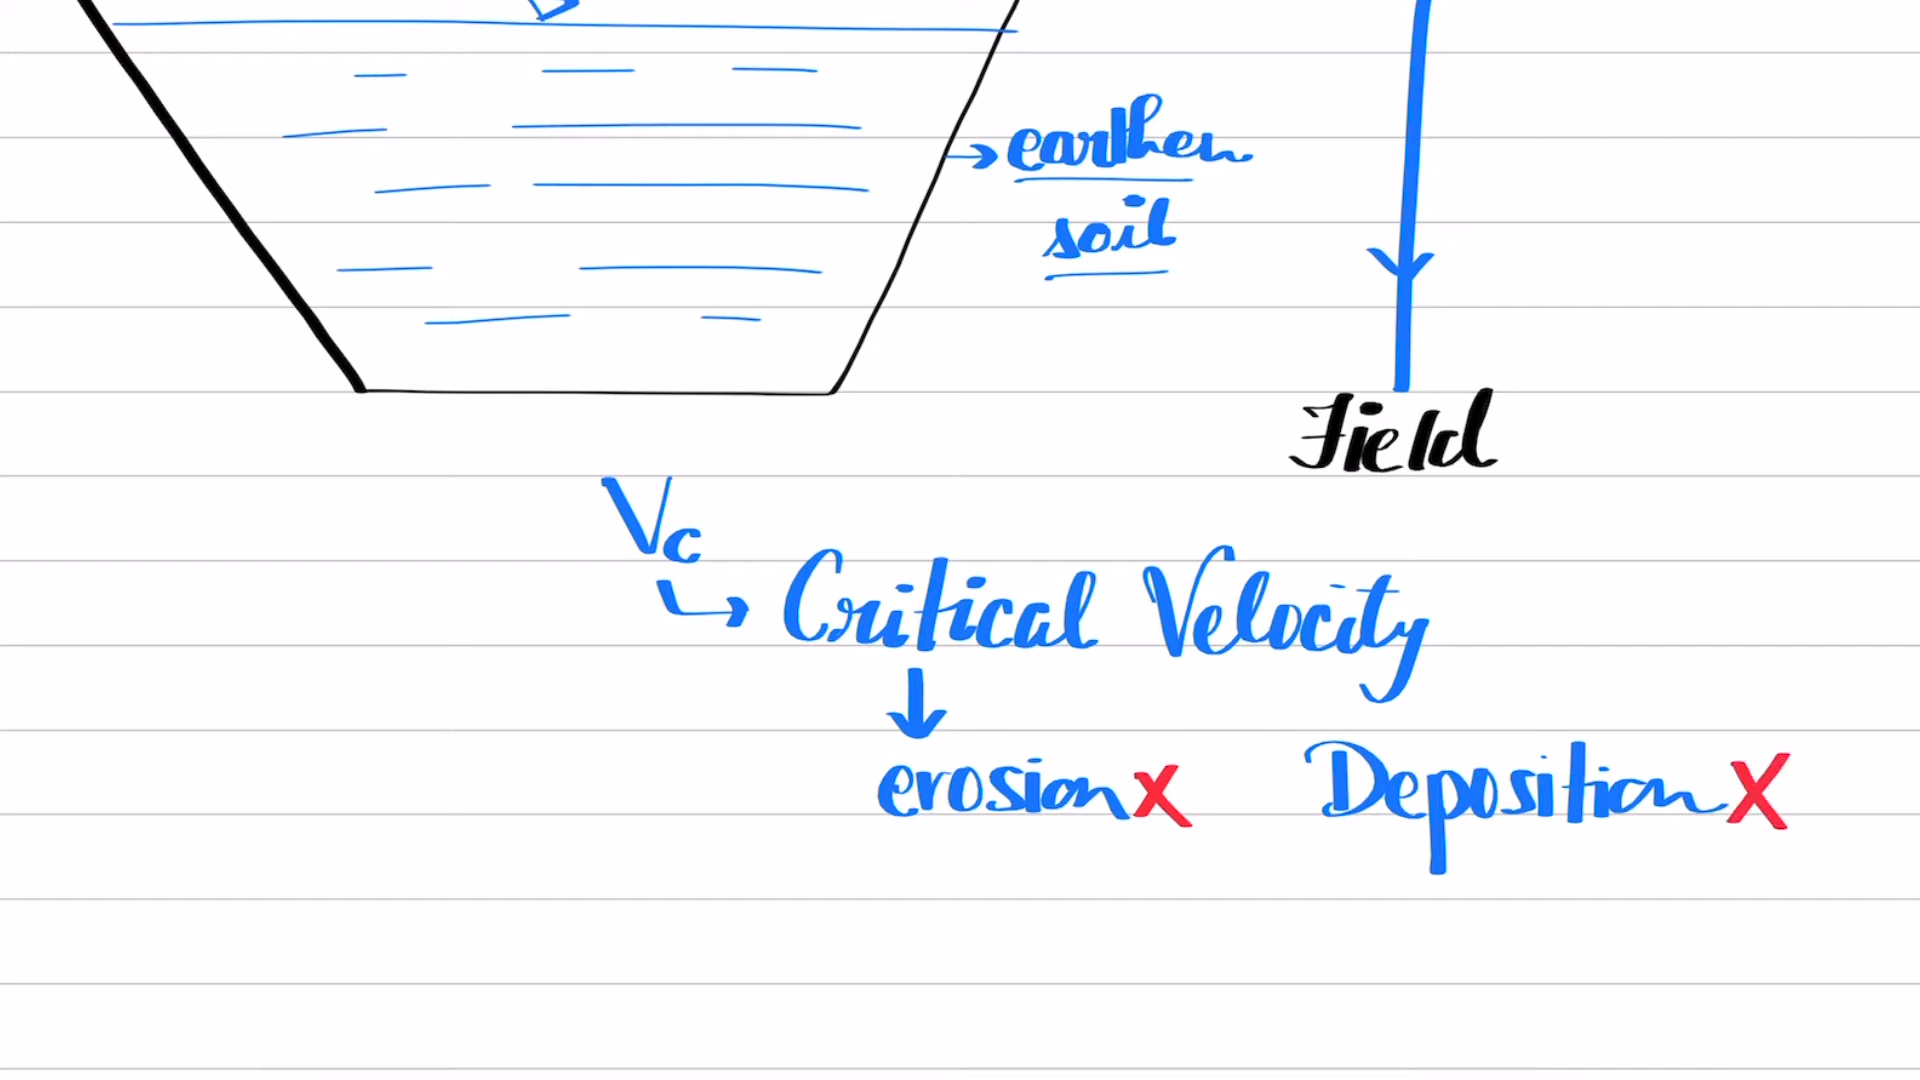 earthen
soil
Field
Vc
Critical Velocity
erosion X Deposition X